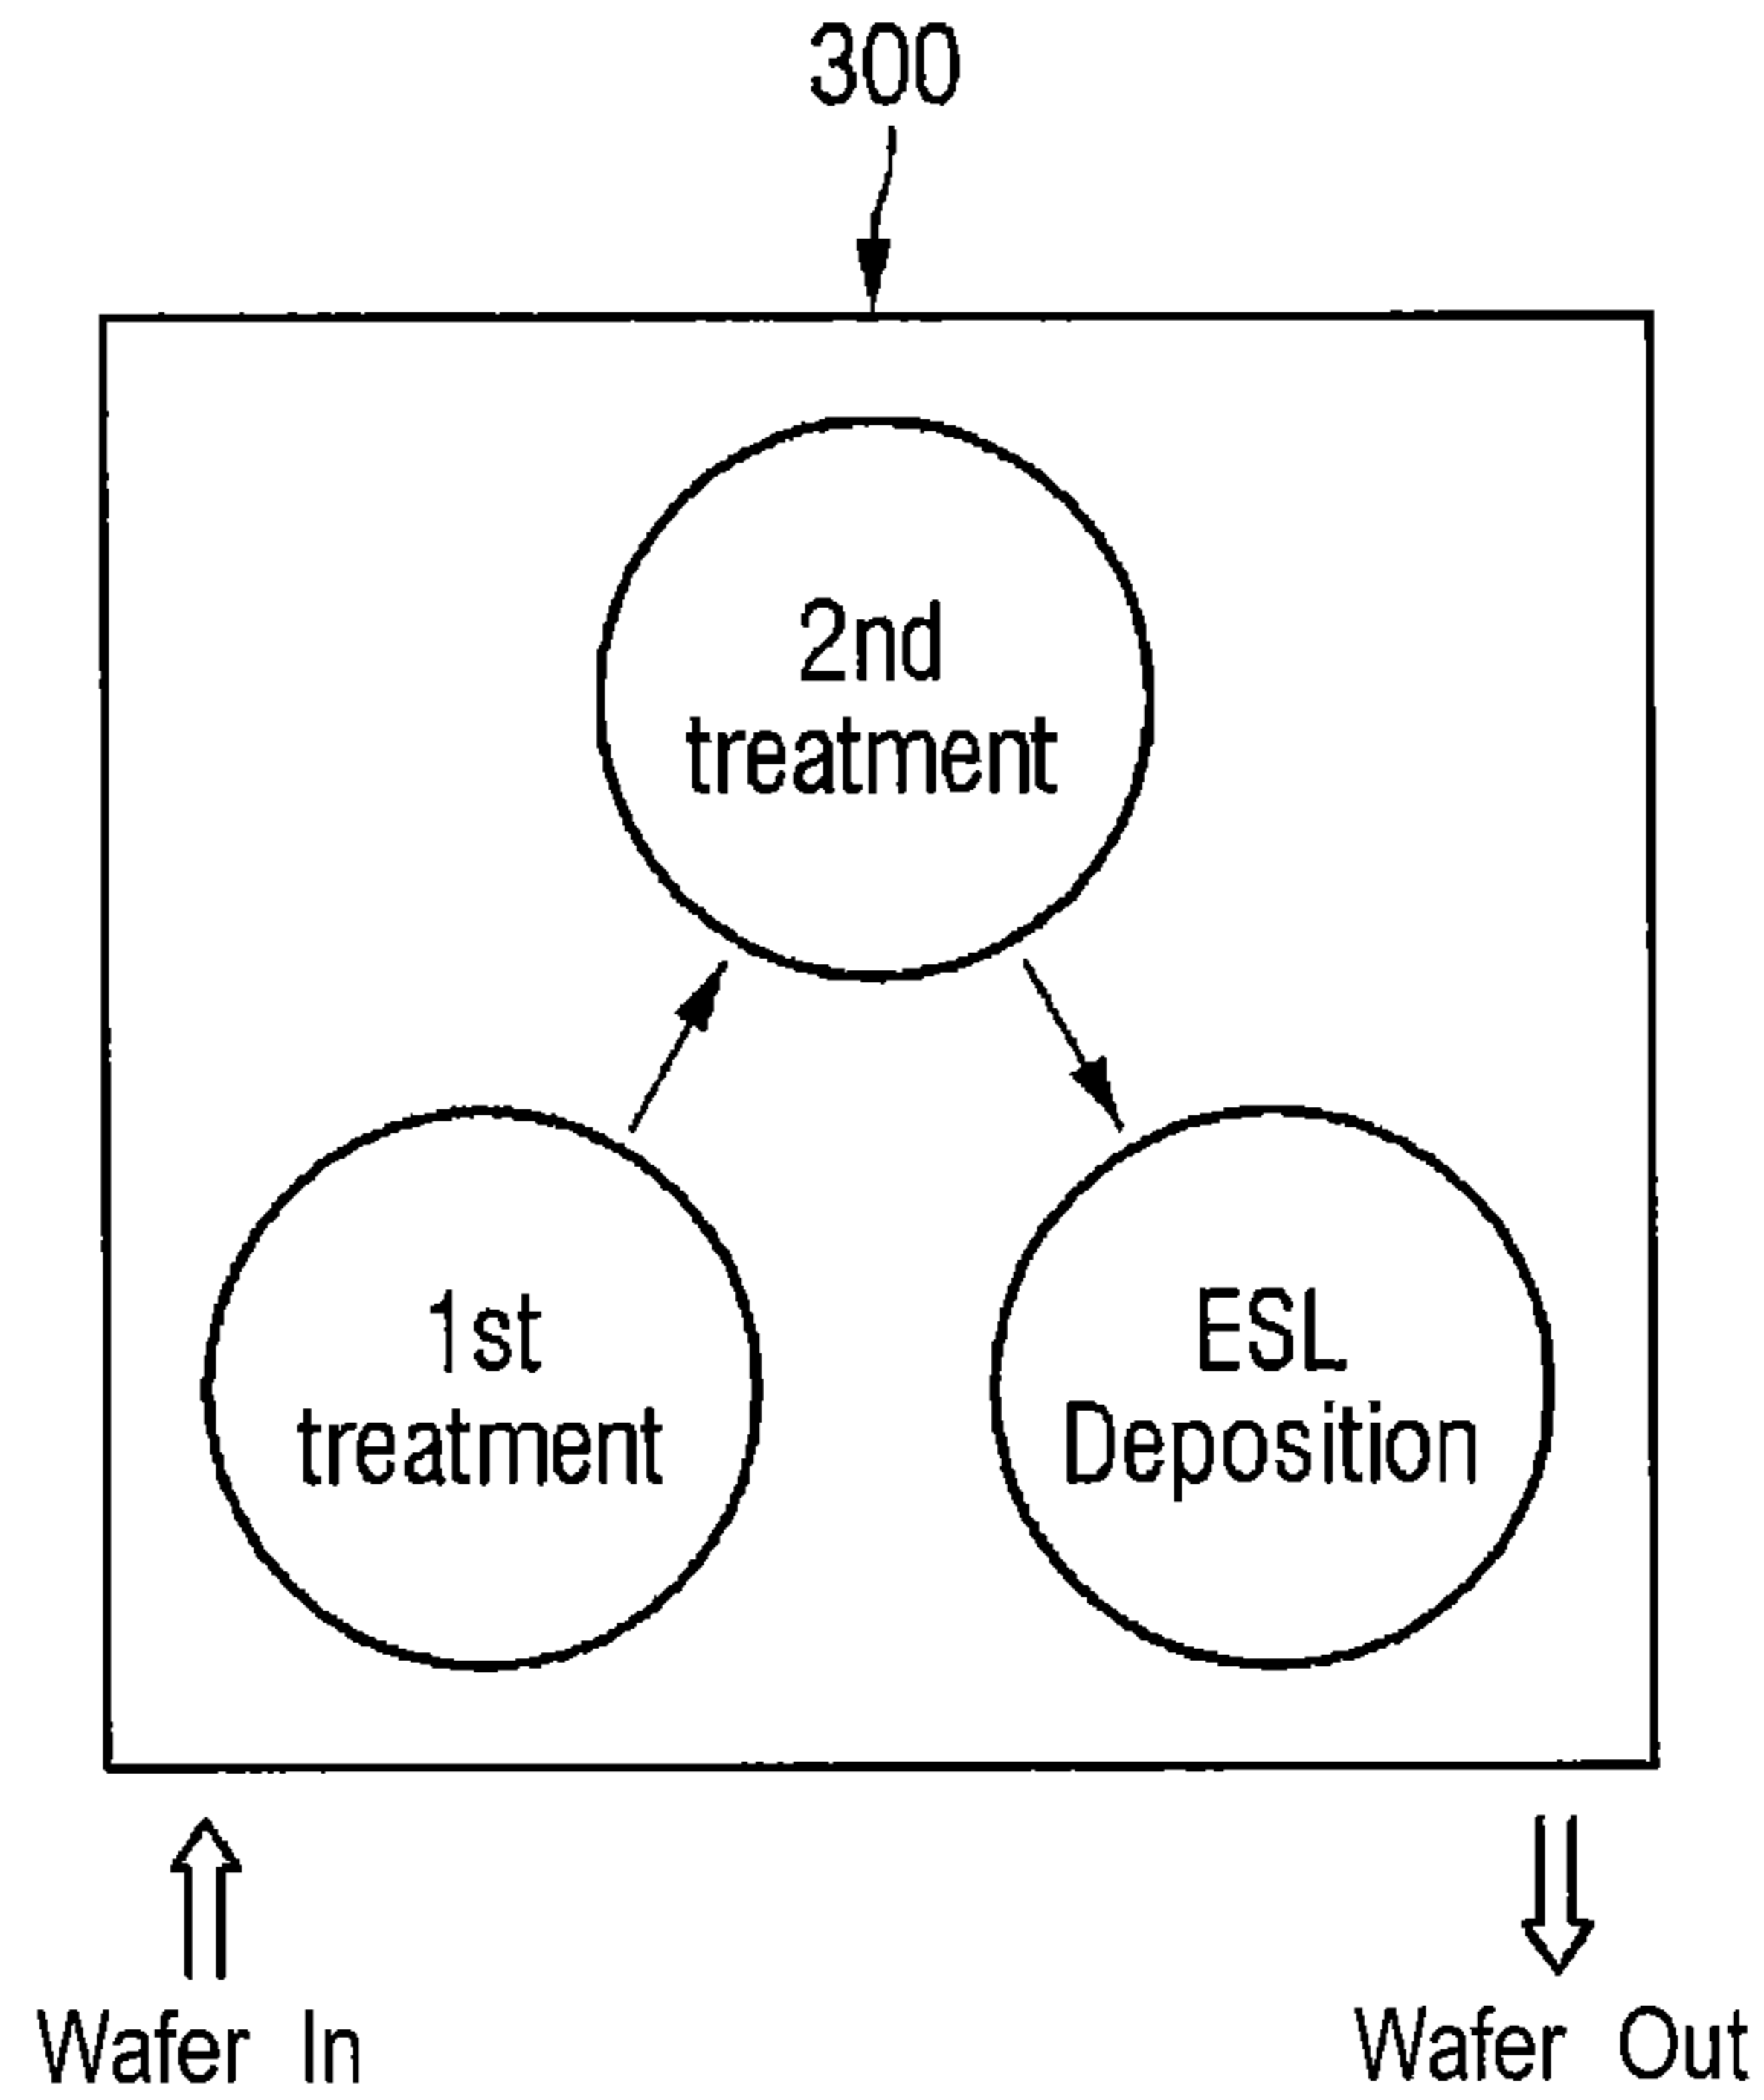 300
2nd
treatment
1st
treatment
ESL
Deposition
Wafer In
Wafer Out